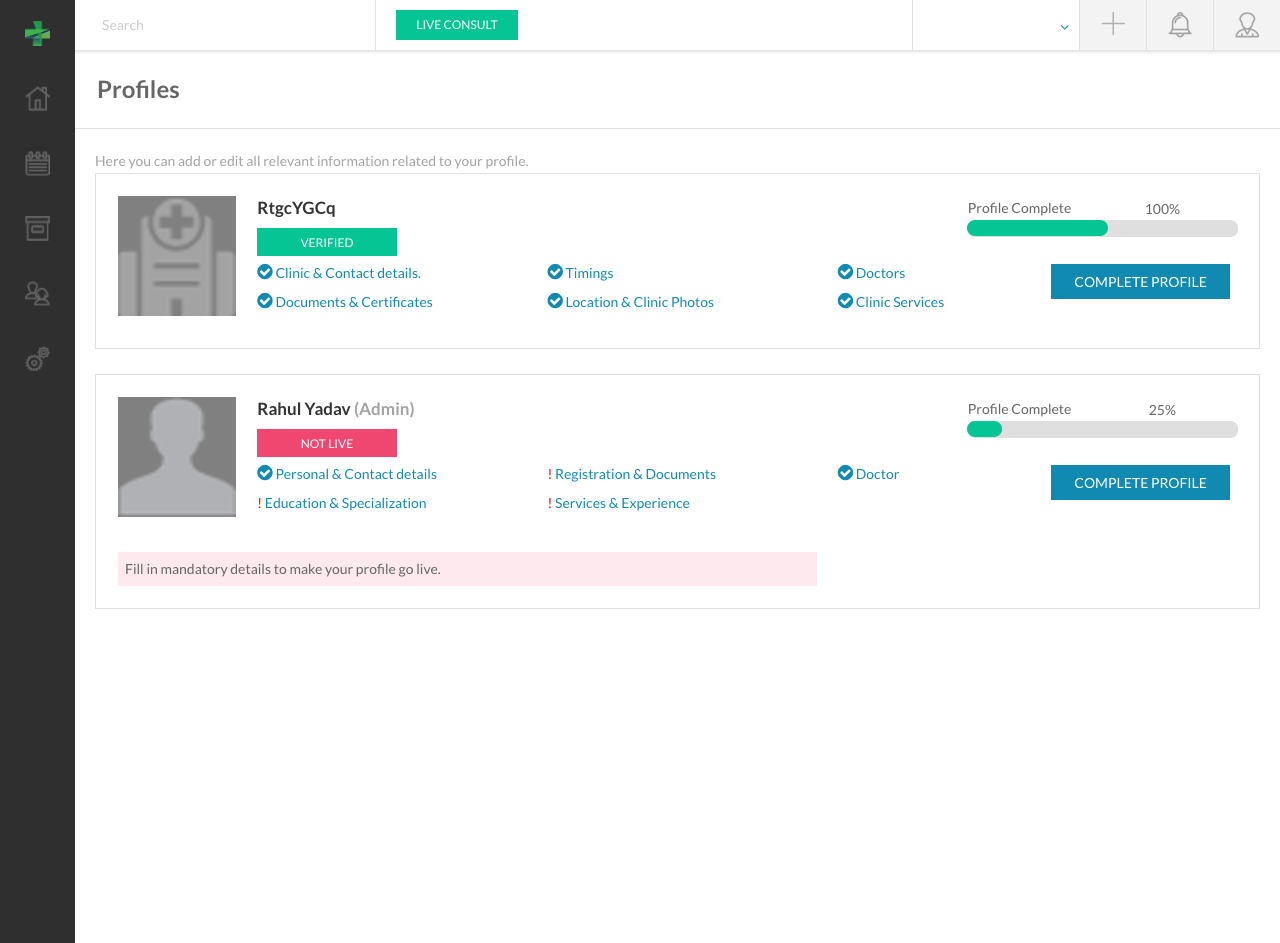 Search
LIVE CONSULT
Profiles
Here you can add or edit all relevant information related to your profile.
RtgcYGCq
Profile Complete 100%
VERIFIED
Clinic & Contact details.
Timings
Doctors
COMPLETE PROFILE
Documents & Certificates
Location & Clinic Photos
Clinic Services
Rahul Yadav (Admin)
Profile Complete 25%
NOT LIVE
Personal & Contact details
! Registration & Documents
Doctor
COMPLETE PROFILE
! Education & Specialization
! Services & Experience
Fill in mandatory details to make your profile go live.